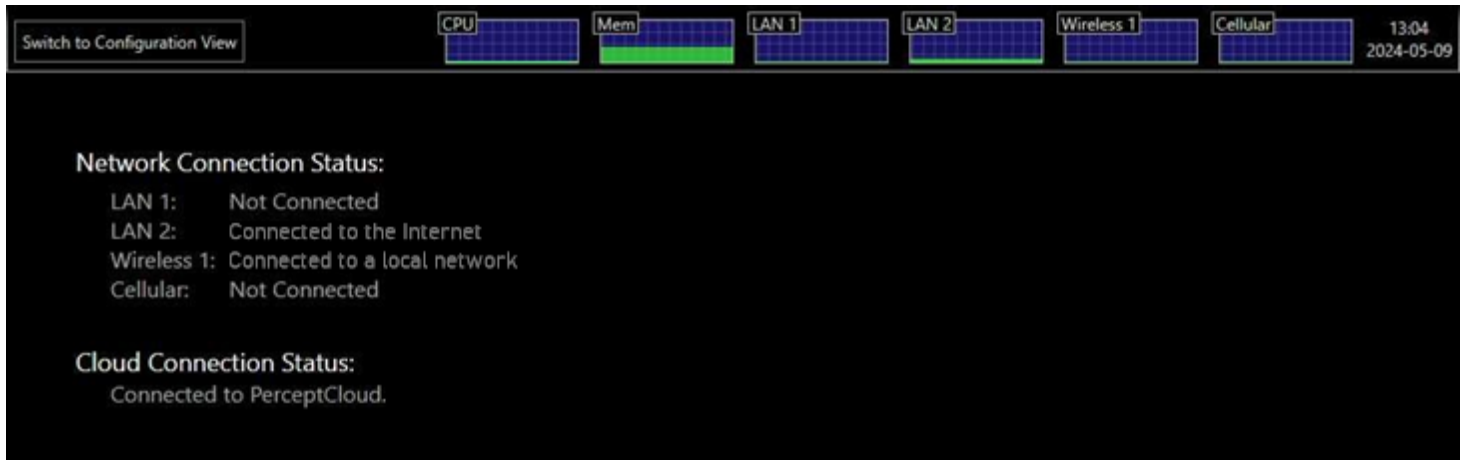 Switch to Configuration View
CPU
Mem
LAN 1
LAN 2
Wireless 1
Cellular
13:04
2024-05-09
Network Connection Status:
LAN 1: Not Connected
LAN 2: Connected to the Internet
Wireless 1: Connected to a local network
Cellular: Not Connected
Cloud Connection Status:
Connected to PerceptCloud.